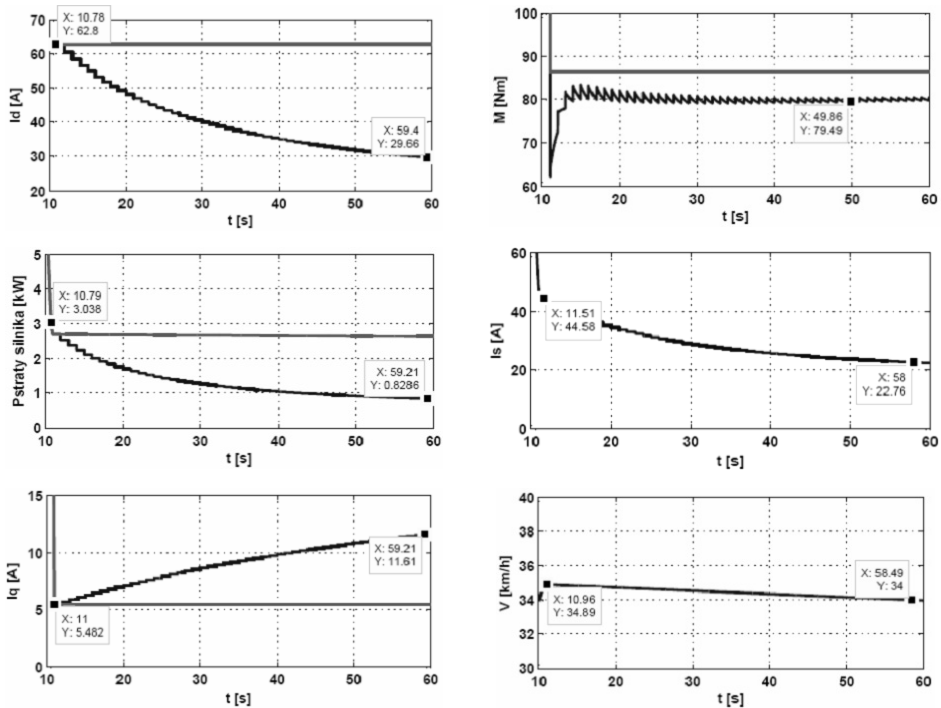 X: 10.78
Y: 62.8
X: 59.4
Y: 29.66
70
60
50
40
30
20
Id [A]
10 20 30 40 50 60
t [s]
X: 49.86
Y: 79.49
100
90
80
70
60
M [Nm]
10 20 30 40 50 60
t [s]
X: 10.79
Y: 3.038
X: 59.21
Y: 0.8286
5
4
3
2
1
0
Pstraty silnika [kW]
10 20 30 40 50 60
t [s]
X: 11.51
Y: 44.58
X: 58
Y: 22.76
60
40
20
0
Is [A]
10 20 30 40 50 60
t [s]
X: 59.21
Y: 11.61
X: 11
Y: 5.482
15
10
5
0
Iq [A]
10 20 30 40 50 60
t [s]
X: 58.49
Y: 34
X: 10.96
Y: 34.89
40
38
36
34
32
30
V [km/h]
10 20 30 40 50 60
t [s]